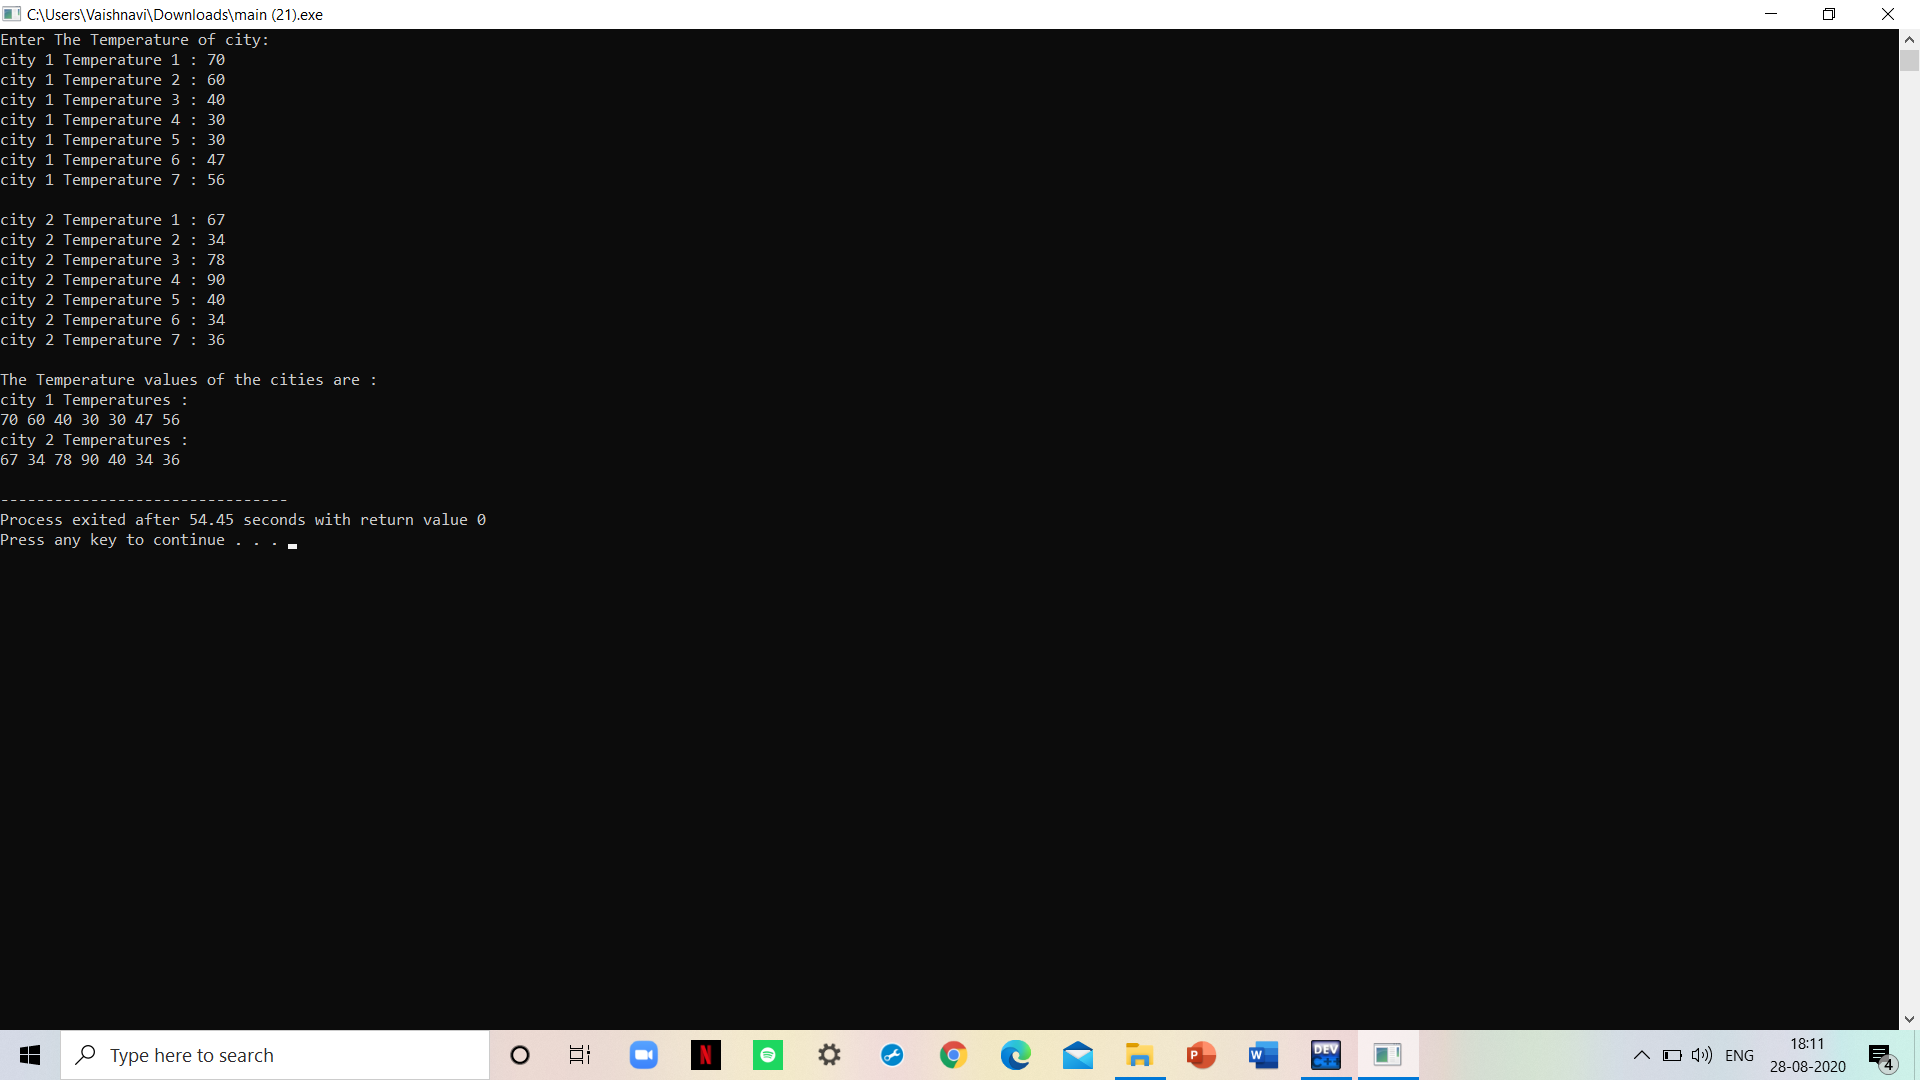 C:\Users\Vaishnavi\Downloads\main (21).exe
Enter The Temperature of city:
city 1 Temperature 1 : 70
city 1 Temperature 2 : 60
city 1 Temperature 3 : 40
city 1 Temperature 4 : 30
city 1 Temperature 5 : 30
city 1 Temperature 6 : 47
city 1 Temperature 7 : 56
city 2 Temperature 1 : 67
city 2 Temperature 2 : 34
city 2 Temperature 3 : 78
city 2 Temperature 4 : 90
city 2 Temperature 5 : 40
city 2 Temperature 6 : 34
city 2 Temperature 7 : 36
The Temperature values of the cities are :
city 1 Temperatures :
70 60 40 30 30 47 56
city 2 Temperatures :
67 34 78 90 40 34 36
--------------------------------
Process exited after 54.45 seconds with return value 0
Press any key to continue . . .
Type here to search
N
P
W
DEV
C++
ENG
18:11
28-08-2020
4